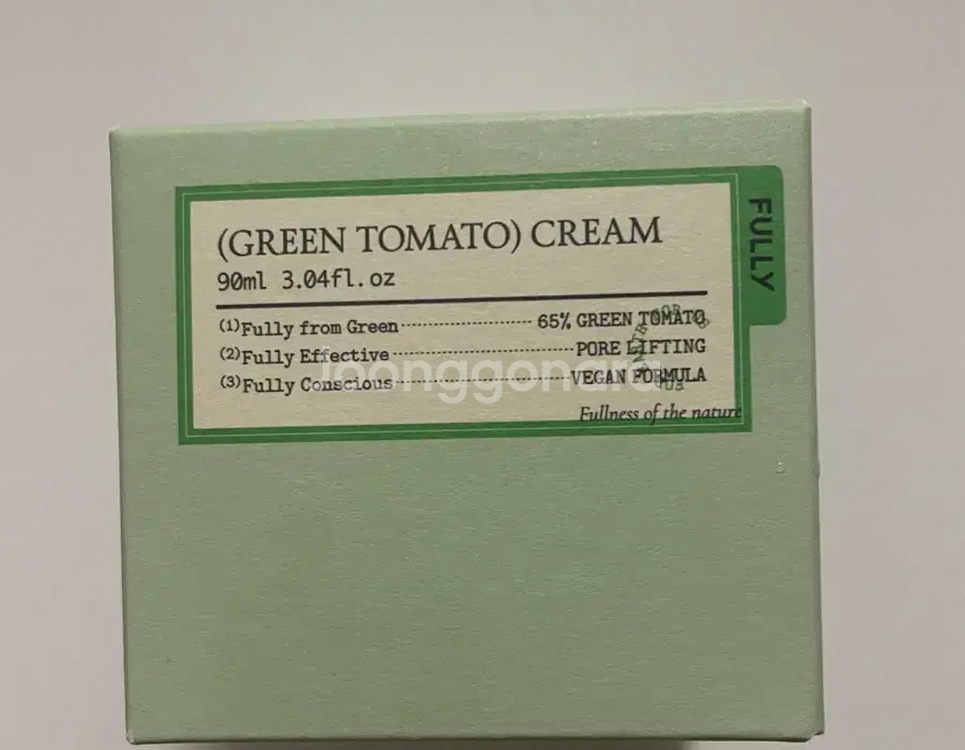 (GREEN TOMATO) CREAM
90ml 3.04fl.oz
(1)Fully from Green 65% GREEN TOMATO
(2)Fully Effective PORE LIFTING
(3)Fully Conscious VEGAN FORMULA
Fullness of the nature
FULLY
joonggonara